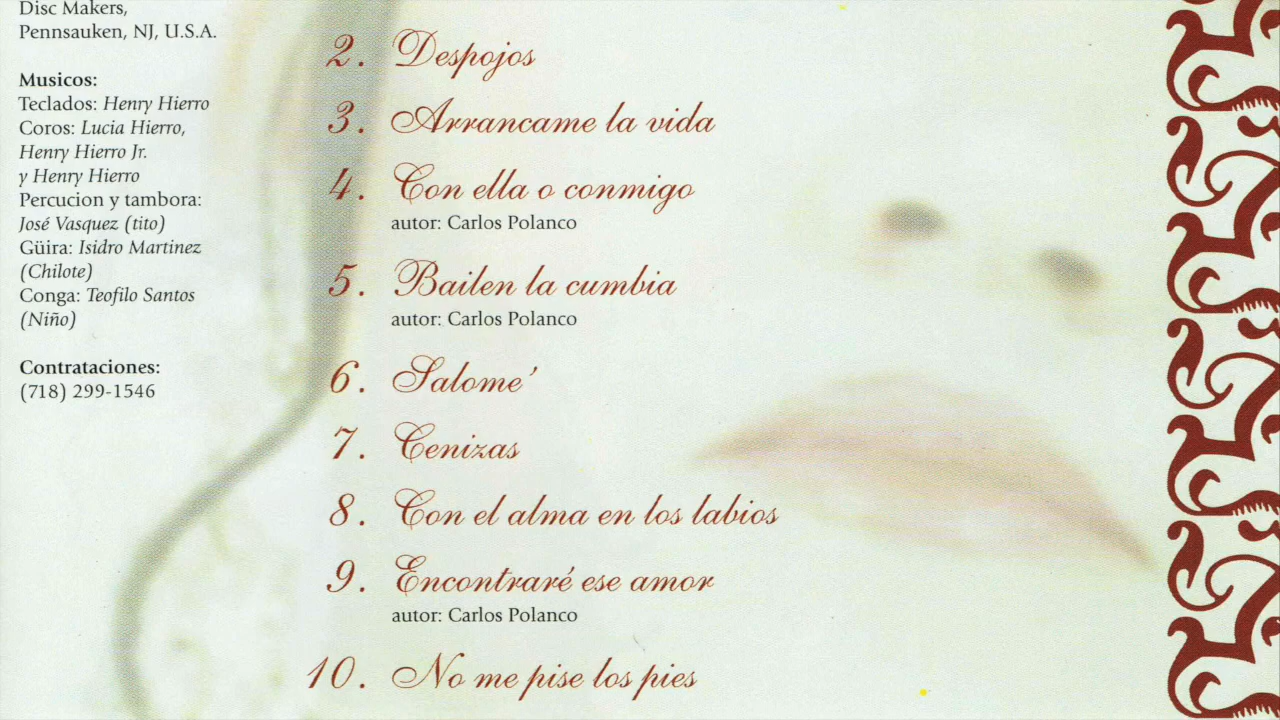 Disc Makers,
Pennsauken, NJ, U.S.A.
Musicos:
Teclados: Henry Hierro
Coros: Lucia Hierro,
Henry Hierro Jr.
y Henry Hierro
Percucion y tambora:
José Vasquez (tito)
Güira: Isidro Martinez
(Chilote)
Conga: Teofilo Santos
(Niño)
Contrataciones:
(718) 299-1546
2. Despojos
3. Arrancame la vida
4. Con ella o conmigo
autor: Carlos Polanco
5. Bailen la cumbia
autor: Carlos Polanco
6. Salome'
7. Cenizas
8. Con el alma en los labios
9. Encontraré ese amor
autor: Carlos Polanco
10. No me pise los pies